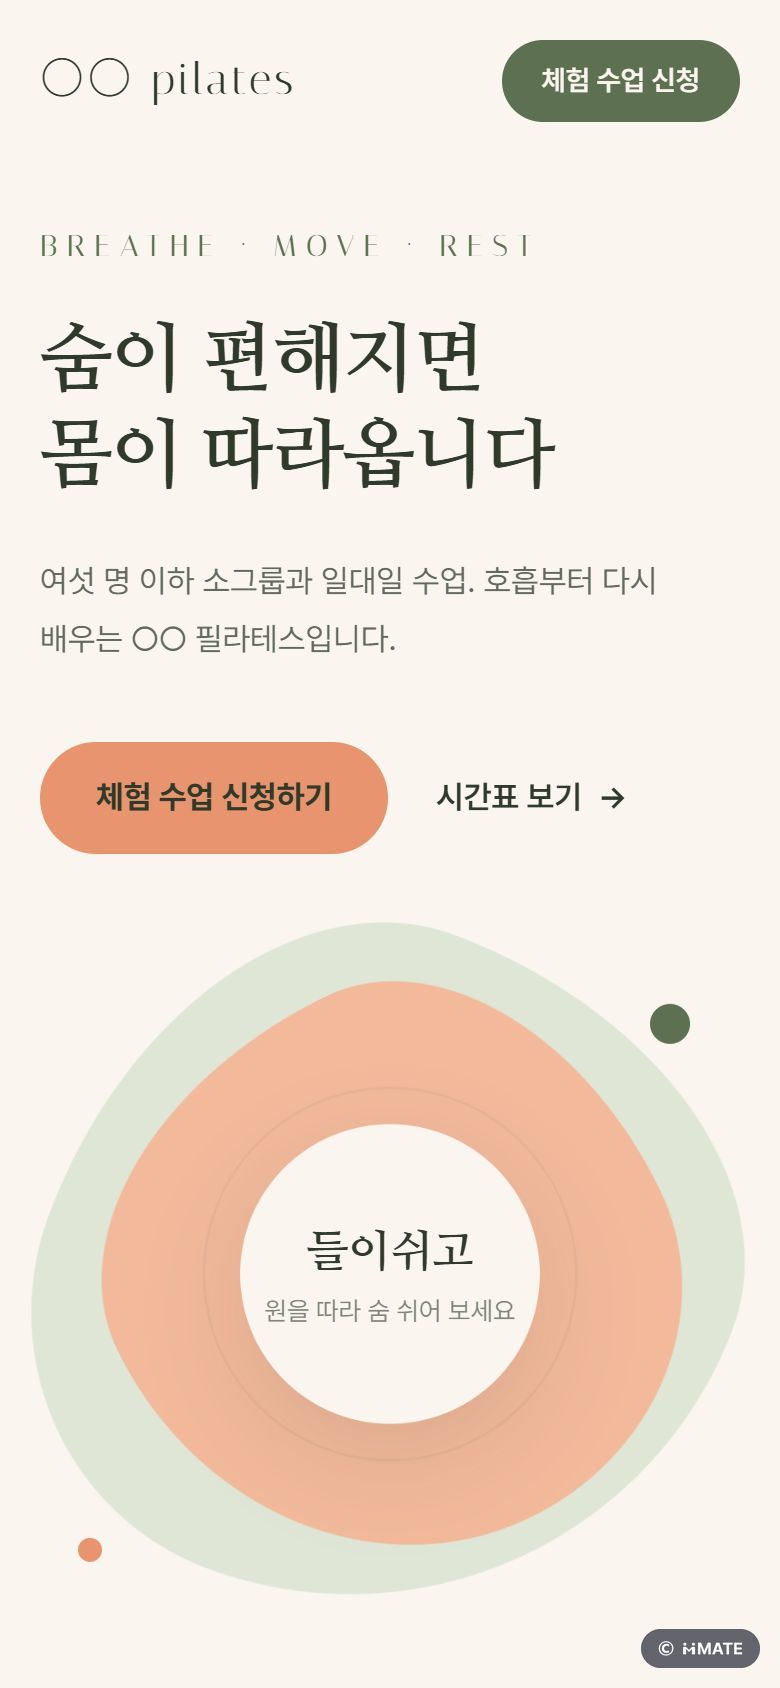 ○○ pilates
체험 수업 신청
BREATHE · MOVE · REST
숨이 편해지면
몸이 따라옵니다
여섯 명 이하 소그룹과 일대일 수업. 호흡부터 다시
배우는 ○○ 필라테스입니다.
체험 수업 신청하기
시간표 보기 →
들이쉬고
원을 따라 숨 쉬어 보세요
© MATE